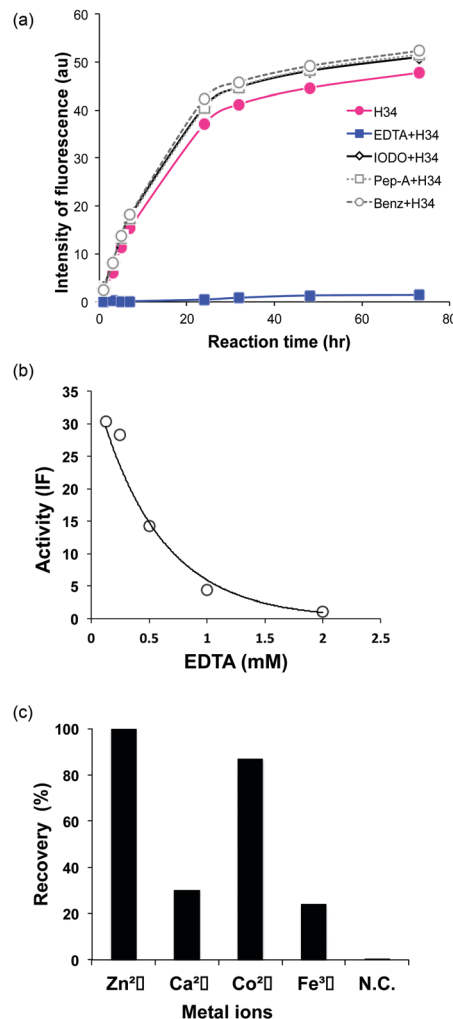 (a)
60
50
40
30
20
10
0
Intensity of fluorescence (au)
H34
EDTA+H34
IODO+H34
Pep-A+H34
Benz+H34
0 20 40 60 80
Reaction time (hr)
(b)
35
30
25
20
15
10
5
0
Activity (IF)
0 0.5 1 1.5 2 2.5
EDTA (mM)
(c)
100
80
60
40
20
0
Recovery (%)
Zn²▯ Ca²▯ Co²▯ Fe³▯ N.C.
Metal ions